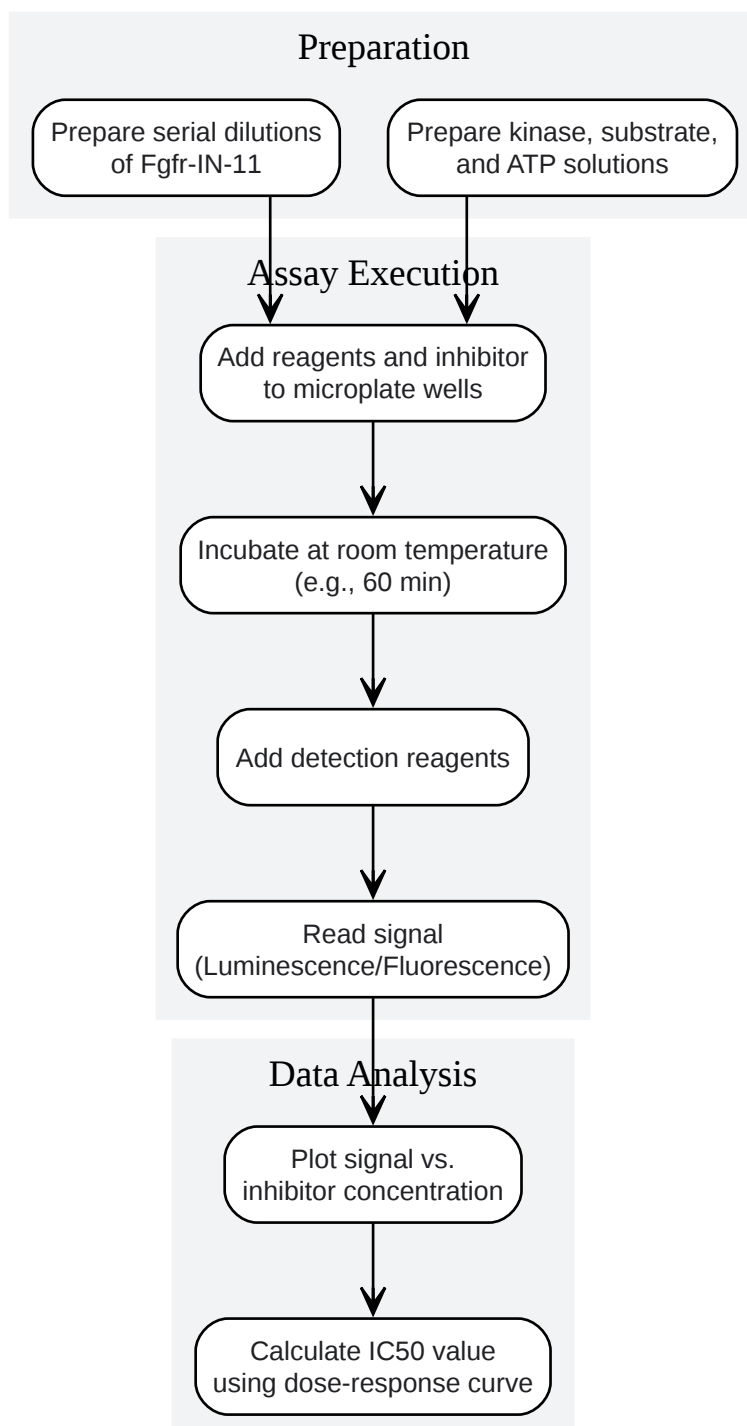 Preparation
Prepare serial dilutions
of Fgfr-IN-11
Prepare kinase, substrate,
and ATP solutions
Assay Execution
Add reagents and inhibitor
to microplate wells
Incubate at room temperature
(e.g., 60 min)
Add detection reagents
Read signal
(Luminescence/Fluorescence)
Data Analysis
Plot signal vs.
inhibitor concentration
Calculate IC50 value
using dose-response curve